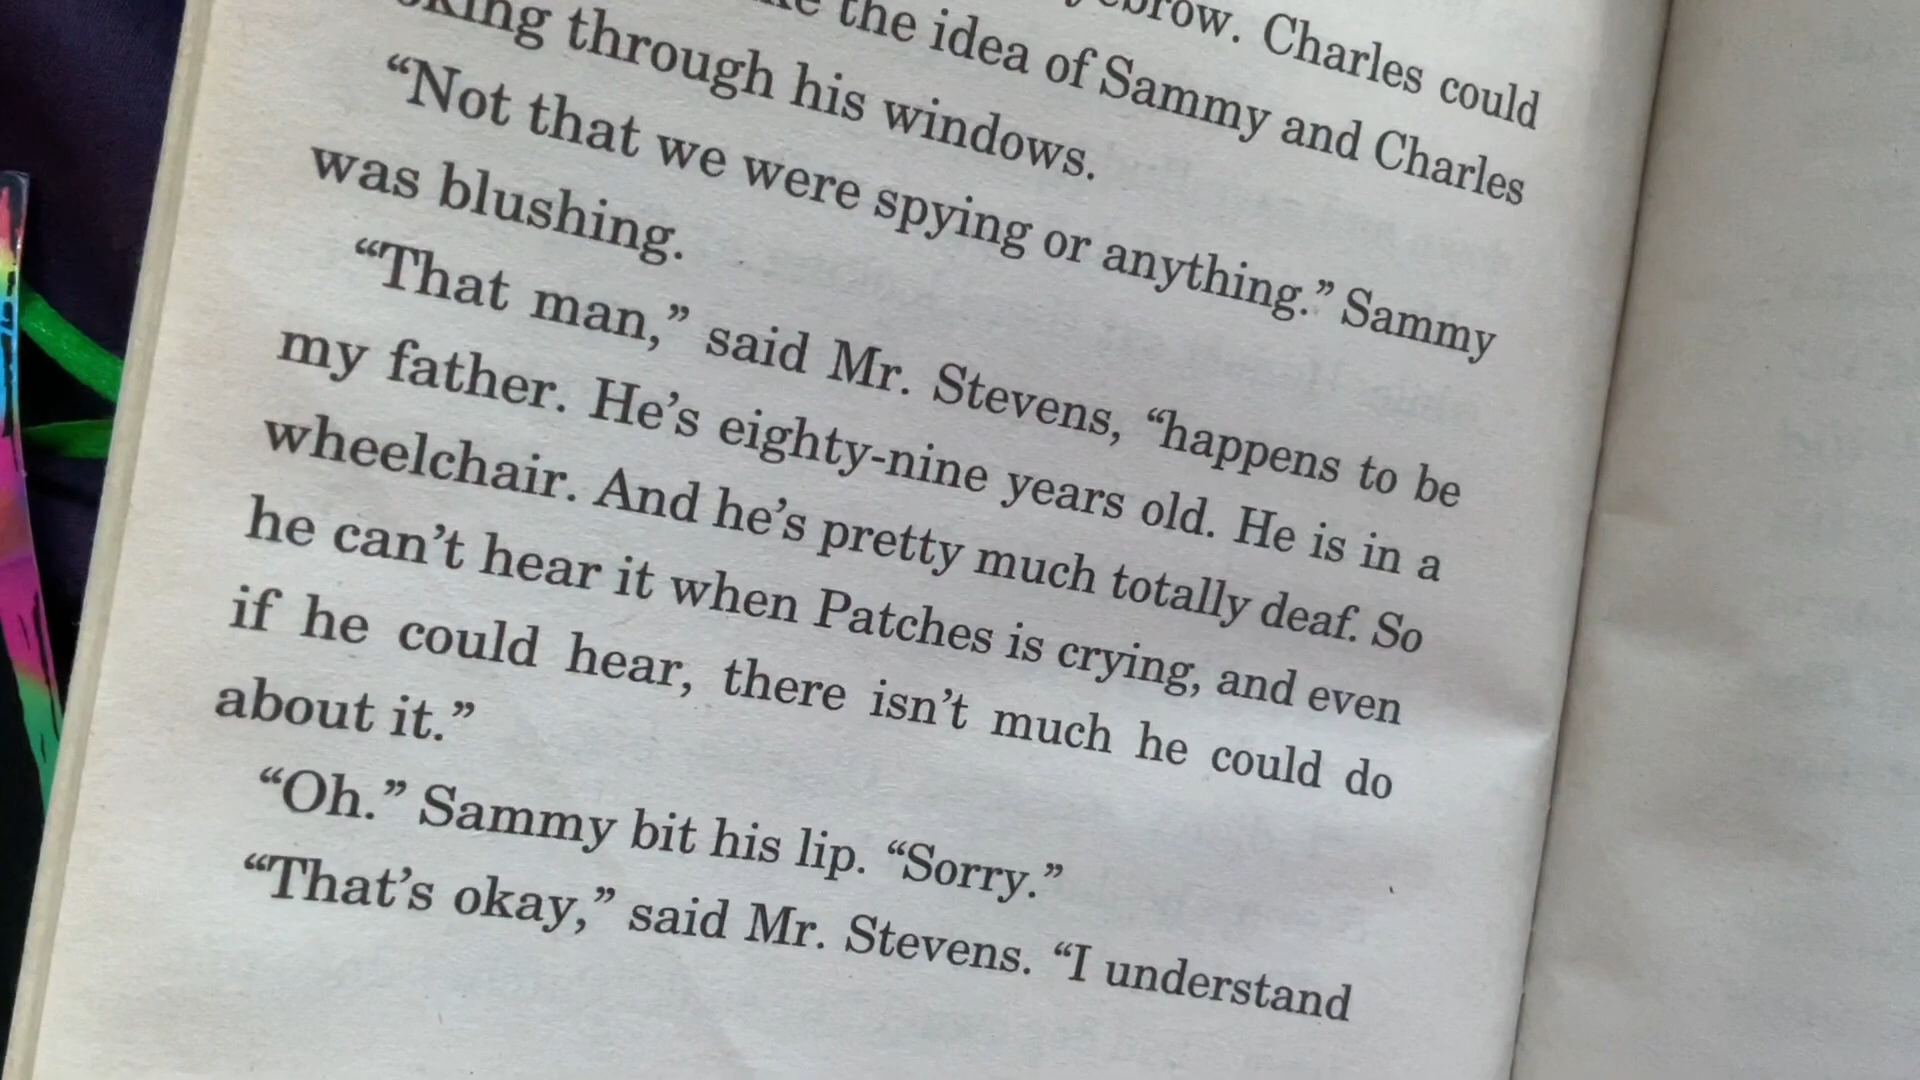 Charles could
the idea of Sammy and Charles
through his windows.
“Not that we were spying or anything.” Sammy
was blushing.
“That man,” said Mr. Stevens, “happens to be
my father. He’s eighty-nine years old. He is in a
wheelchair. And he’s pretty much totally deaf. So
he can’t hear it when Patches is crying, and even
if he could hear, there isn’t much he could do
about it.”
“Oh.” Sammy bit his lip. “Sorry.”
“That’s okay,” said Mr. Stevens. “I understand